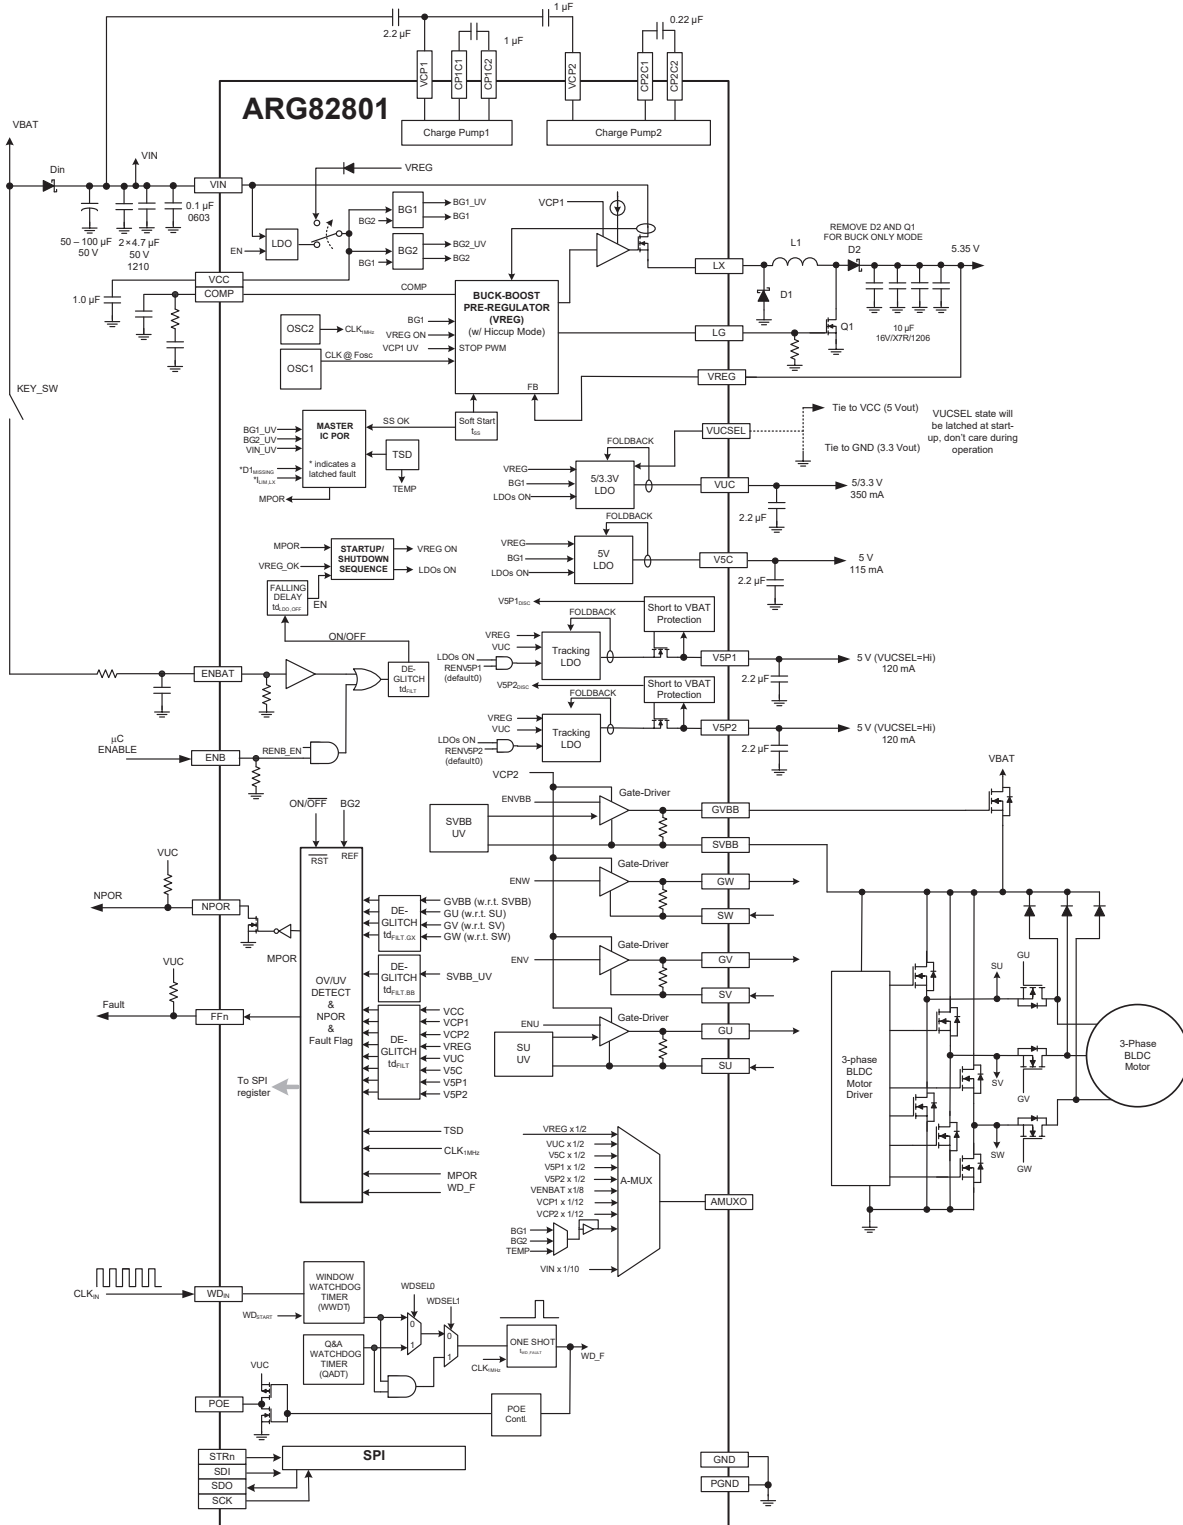 1 µF
2.2 µF
1 µF
0.22 µF
VCP1
CP1C1
CP1C2
VCP2
CP2C1
CP2C2
ARG82801
Charge Pump1
Charge Pump2
VBAT
Din
VIN
VIN
VREG
0.1 µF
0603
50 – 100 µF
50 V
2×4.7 µF
50 V
1210
LDO
EN
BG2
BG1
BG1_UV
BG1
BG1
BG2
BG2_UV
BG2
VCP1
REMOVE D2 AND Q1
FOR BUCK ONLY MODE
L1
D2
5.35 V
LX
D1
VCC
COMP
1.0 µF
COMP
BUCK-BOOST
PRE-REGULATOR
(VREG)
(w/ Hiccup Mode)
BG1
VREG ON
VCP1 UV
STOP PWM
OSC2
CLK1MHz
OSC1
CLK @ Fosc
FB
LG
Q1
10 µF
16V/X7R/1206
VREG
KEY_SW
Soft Start
tSS
SS OK
BG1_UV
BG2_UV
VIN_UV
*D1MISSING
*ILIM,LX
MPOR
MASTER
IC POR
* indicates a
latched fault
TSD
TEMP
VUCSEL
Tie to VCC (5 Vout)
Tie to GND (3.3 Vout)
VUCSEL state will
be latched at start-
up, don't care during
operation
FOLDBACK
VREG
BG1
LDOs ON
5/3.3V
LDO
VUC
5/3.3 V
350 mA
2.2 µF
FOLDBACK
VREG
BG1
LDOs ON
5V
LDO
V5C
5 V
115 mA
2.2 µF
MPOR
VREG_OK
STARTUP/
SHUTDOWN
SEQUENCE
VREG ON
LDOs ON
FALLING
DELAY
tdLDO_OFF
EN
ON/OFF
V5P1DISC
Short to VBAT
Protection
FOLDBACK
VREG
VUC
LDOs ON
RENV5P1
(default:0)
Tracking
LDO
V5P1
5 V (VUCSEL=Hi)
120 mA
2.2 µF
ENBAT
DE-
GLITCH
tdFILT
V5P2DISC
Short to VBAT
Protection
FOLDBACK
VREG
VUC
LDOs ON
RENV5P2
(default:0)
Tracking
LDO
V5P2
5 V (VUCSEL=Hi)
120 mA
2.2 µF
µC
ENABLE
ENB
RENB_EN
VCP2
VBAT
ON/OFF
BG2
RST
REF
ENVBB
Gate-Driver
GVBB
SVBB
UV
SVBB
VUC
NPOR
NPOR
MPOR
VUC
Fault
FFn
To SPI
register
OV/UV
DETECT
&
NPOR
&
Fault Flag
DE-
GLITCH
tdFILT,GX
GVBB (w.r.t. SVBB)
GU (w.r.t. SU)
GV (w.r.t. SV)
GW (w.r.t. SW)
DE-
GLITCH
tdFILT,BB
SVBB_UV
DE-
GLITCH
tdFILT
VCC
VCP1
VCP2
VREG
VUC
V5C
V5P1
V5P2
TSD
CLK1MHz
MPOR
WD_F
Gate-Driver
ENW
GW
SW
Gate-Driver
ENV
GV
SV
ENU
Gate-Driver
GU
SU
UV
SU
3-phase
BLDC
Motor
Driver
SU
GU
SV
GV
SW
GW
3-Phase
BLDC
Motor
VREG x 1/2
VUC x 1/2
V5C x 1/2
V5P1 x 1/2
V5P2 x 1/2
VENBAT x1/8
VCP1 x 1/12
VCP2 x 1/12
BG1
BG2
TEMP
VIN x 1/10
A-MUX
AMUXO
CLKIN
WDIN
WDSTART
WINDOW
WATCHDOG
TIMER
(WWDT)
Q&A
WATCHDOG
TIMER
(QADT)
WDSEL0
0
1
WDSEL1
0
1
ONE SHOT
tWD_FAULT
CLK1MHz
WD_F
VUC
POE
POE
Contl.
STRn
SDI
SDO
SCK
SPI
GND
PGND